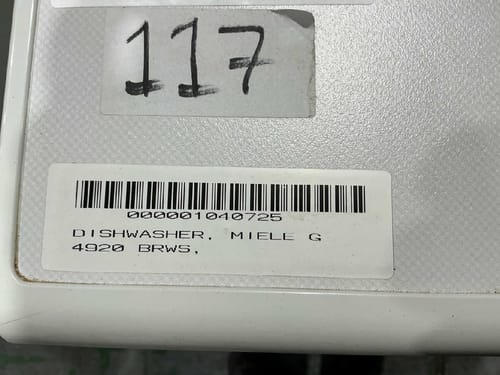 117
000001040725
DISHWASHER, MIELE G
4920 BRWS,